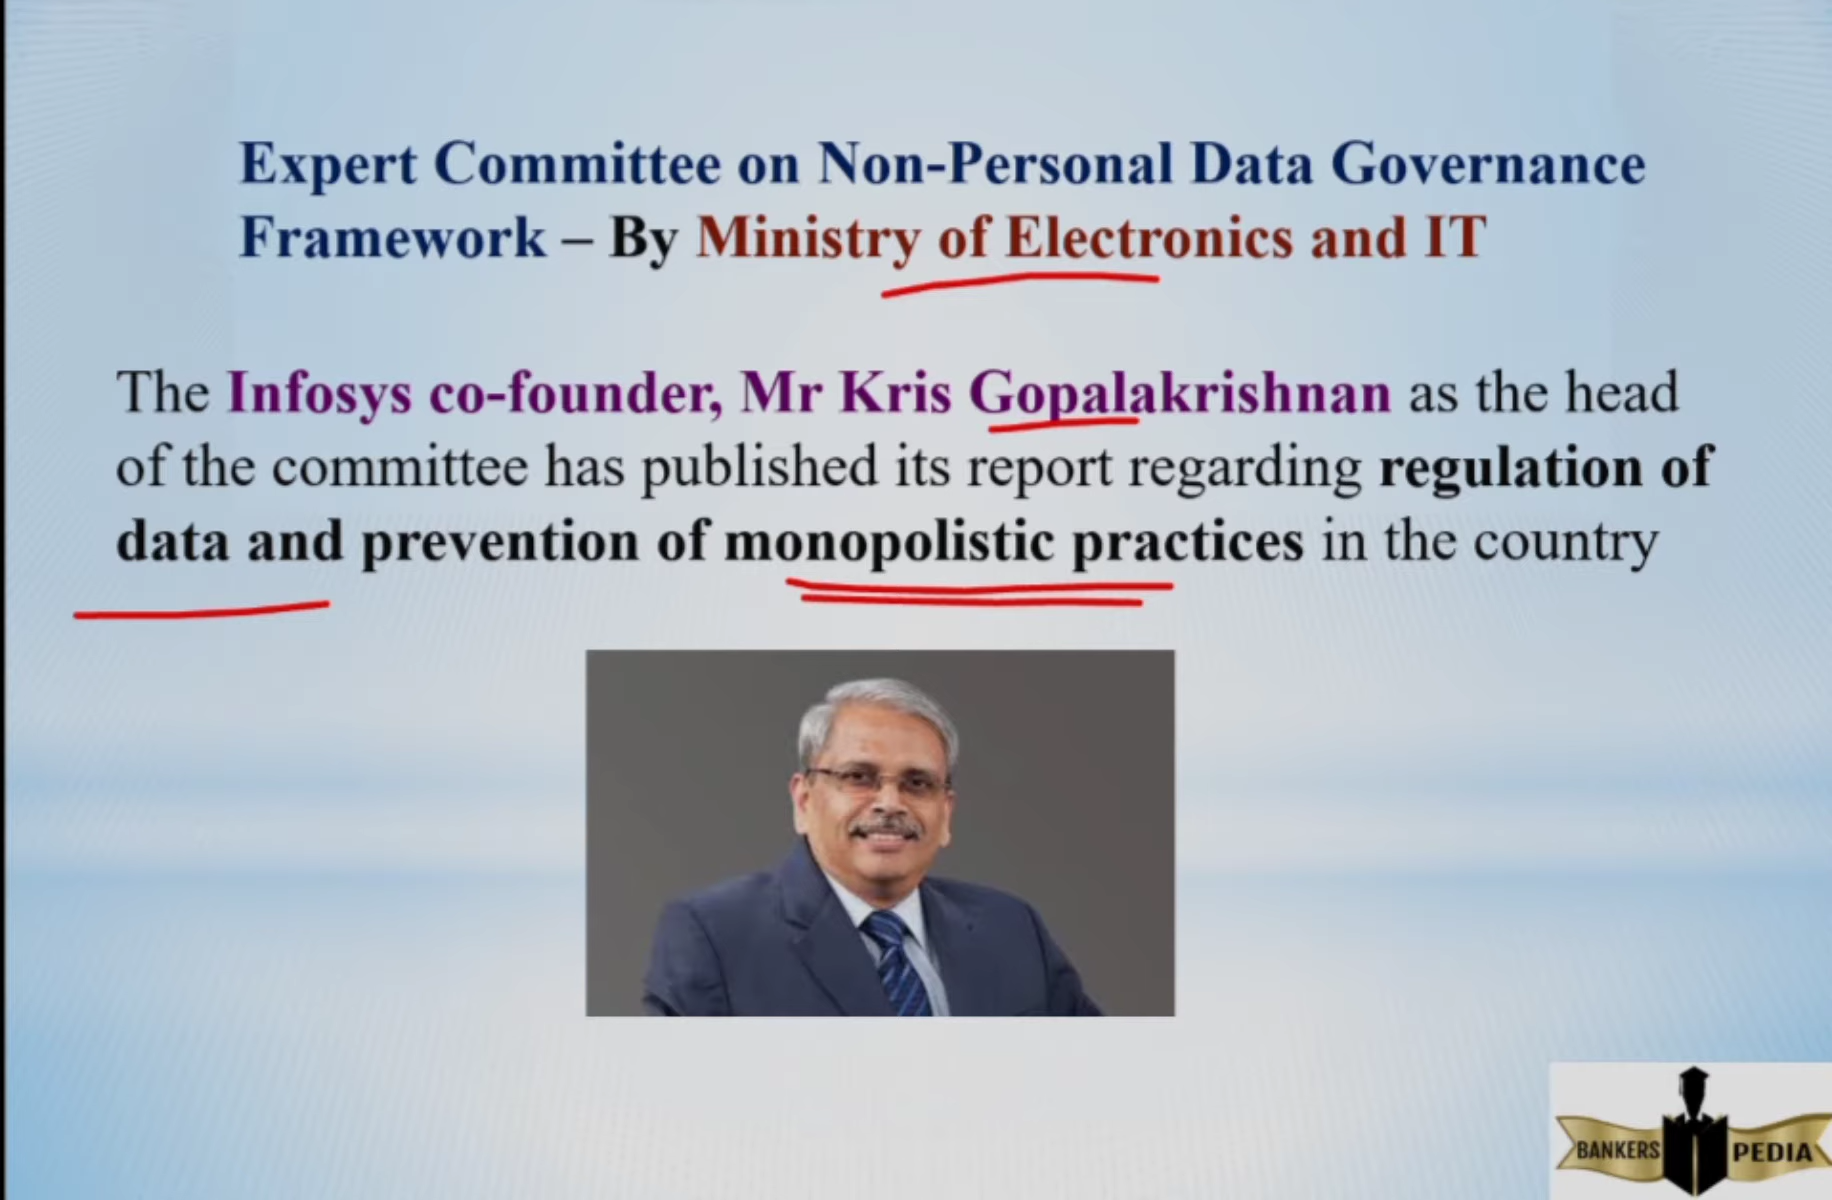 Expert Committee on Non-Personal Data Governance
Framework – By Ministry of Electronics and IT
The Infosys co-founder, Mr Kris Gopalakrishnan as the head
of the committee has published its report regarding regulation of
data and prevention of monopolistic practices in the country
BANKERS PEDIA